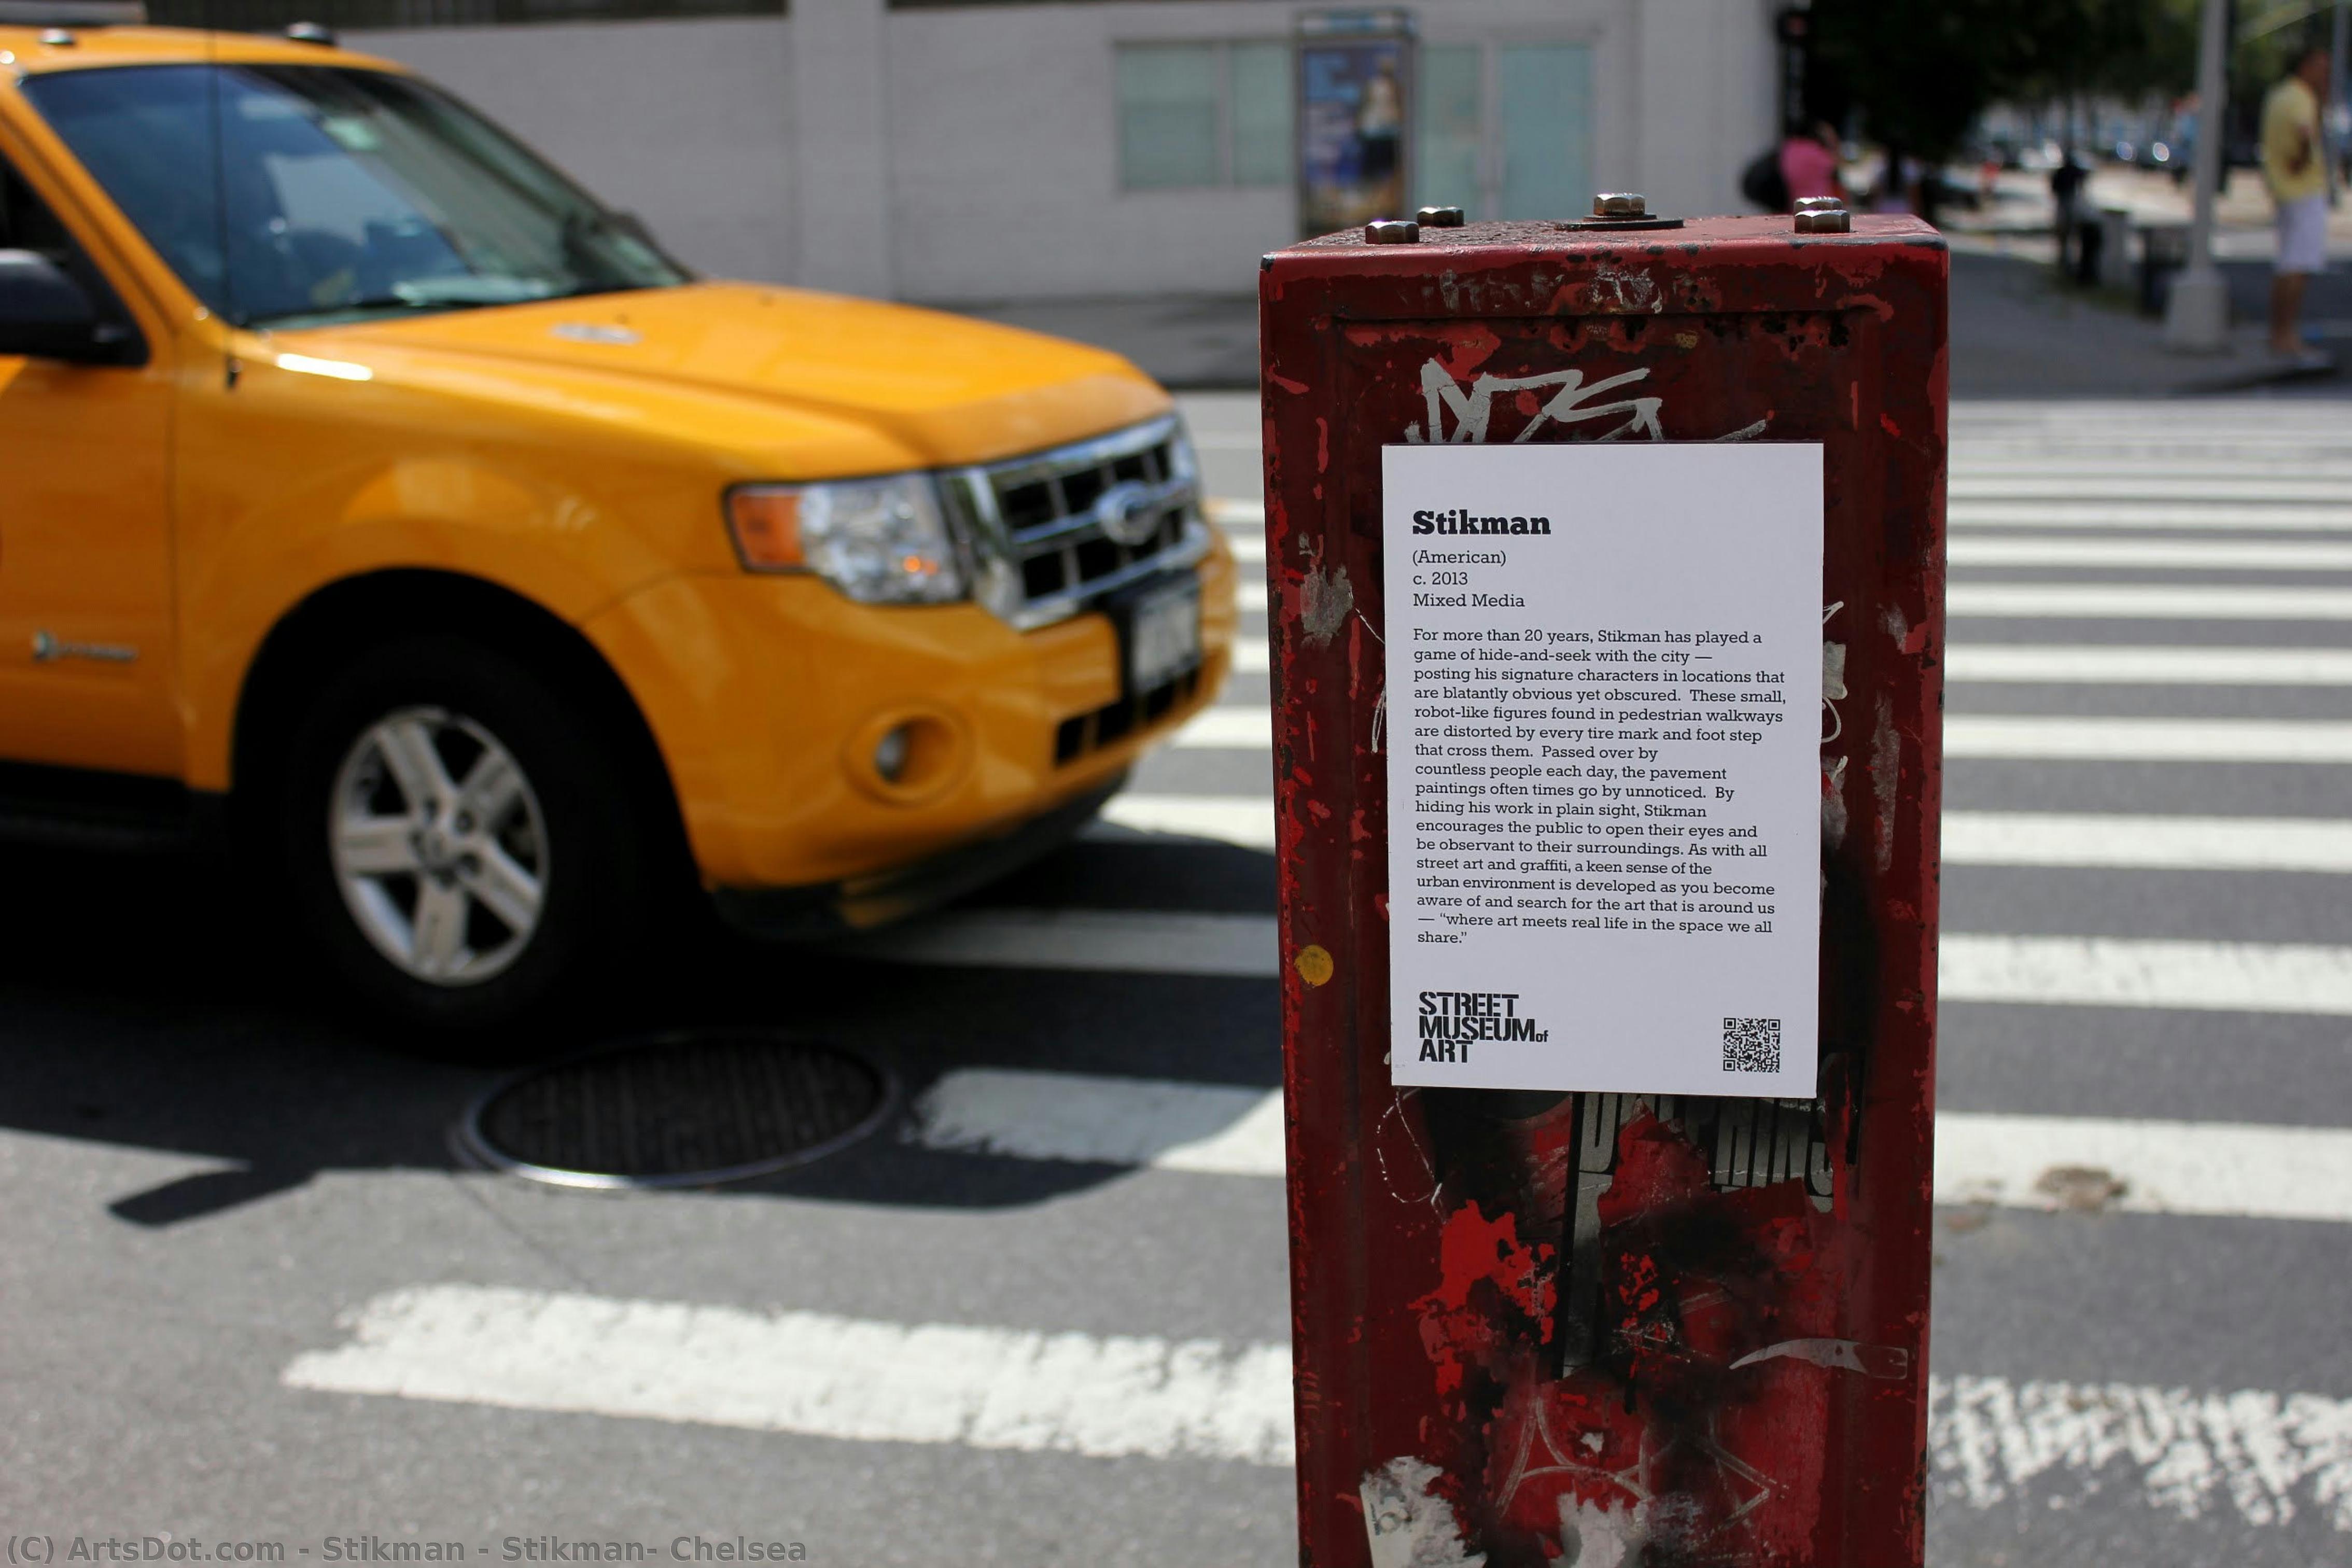 Stikman
(American)
c. 2013
Mixed Media
For more than 20 years, Stikman has played a
game of hide-and-seek with the city —
posting his signature characters in locations that
are blatantly obvious yet obscured.  These small,
robot-like figures found in pedestrian walkways
are distorted by every tire mark and foot step
that cross them.  Passed over by
countless people each day, the pavement
paintings often times go by unnoticed.  By
hiding his work in plain sight, Stikman
encourages the public to open their eyes and
be observant to their surroundings. As with all
street art and graffiti, a keen sense of the
urban environment is developed as you become
aware of and search for the art that is around us
— “where art meets real life in the space we all
share.”
STREET
MUSEUM of
ART
(C) ArtsDot.com - Stikman - Stikman- Chelsea